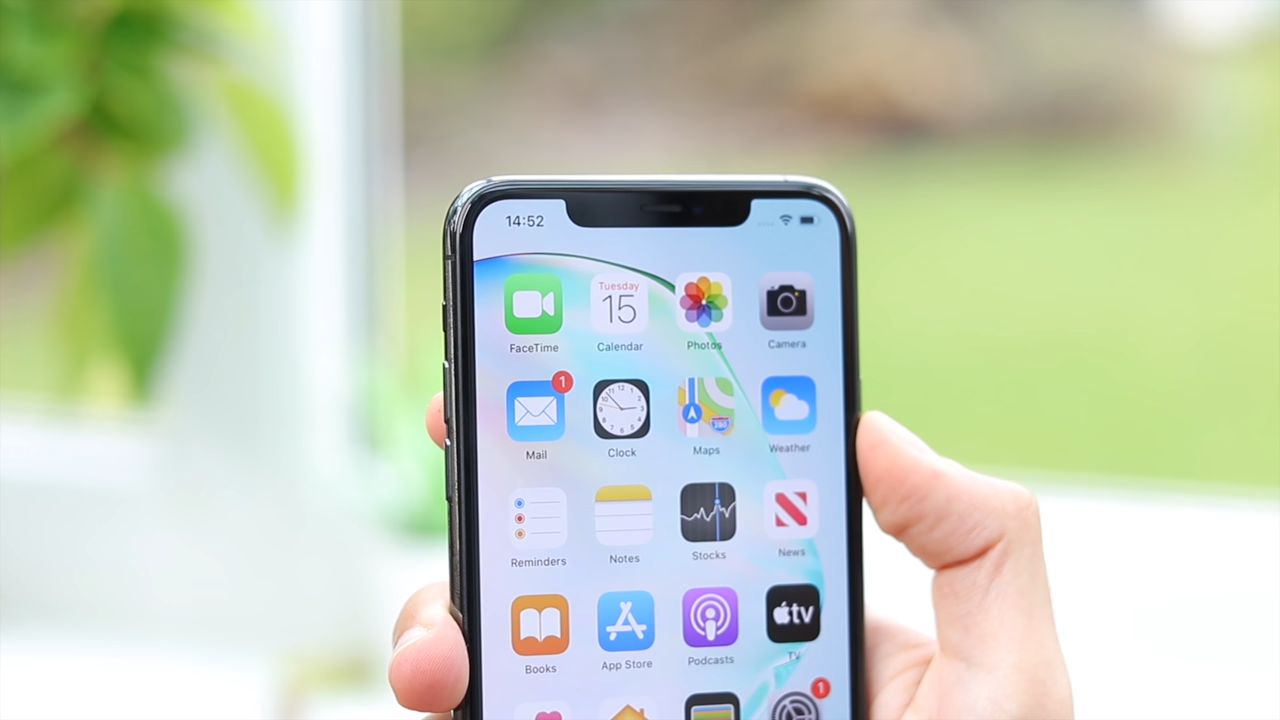 14:52
Tuesday
15
FaceTime
Calendar
Photos
Camera
1
Mail
Clock
Maps
Weather
280
Reminders
Notes
Stocks
News
tv
Books
App Store
Podcasts
TV
1